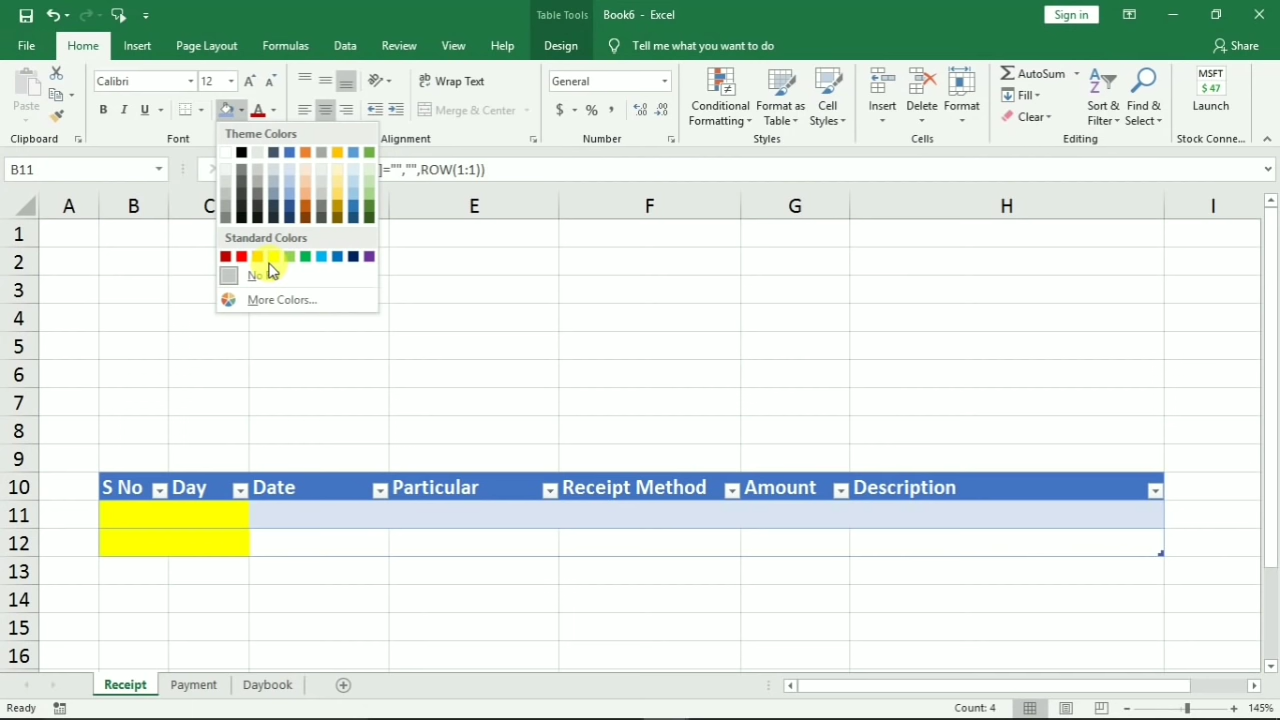 Table Tools Book6 - Excel Sign in
File Home Insert Page Layout Formulas Data Review View Help Design Tell me what you want to do Share
Paste Calibri 12 Wrap Text General Conditional Formatting Format as Table Cell Styles Insert Delete Format AutoSum Fill Clear Sort & Filter Find & Select MSFT $ 47 Launch
B I U A Merge & Center $ % ,
Clipboard Font Alignment Number Styles Cells Editing Stock Conne...
Theme Colors
B11 ]="","",ROW(1:1))
A B C E F G H I
Standard Colors
No
More Colors...
1
2
3
4
5
6
7
8
9
10 S No Day Date Particular Receipt Method Amount Description
11
12
13
14
15
16
Receipt Payment Daybook
Ready Count: 4 145%